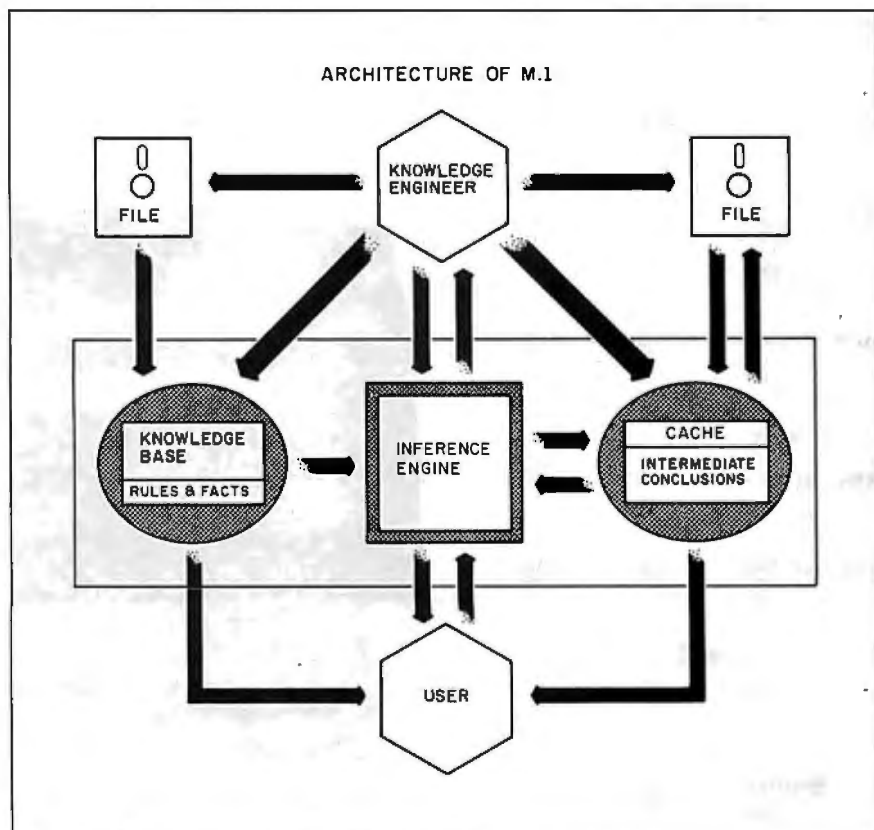 ARCHITECTURE OF M.1
KNOWLEDGE
ENGINEER
FILE
FILE
KNOWLEDGE
BASE
RULES & FACTS
INFERENCE
ENGINE
CACHE
INTERMEDIATE
CONCLUSIONS
USER